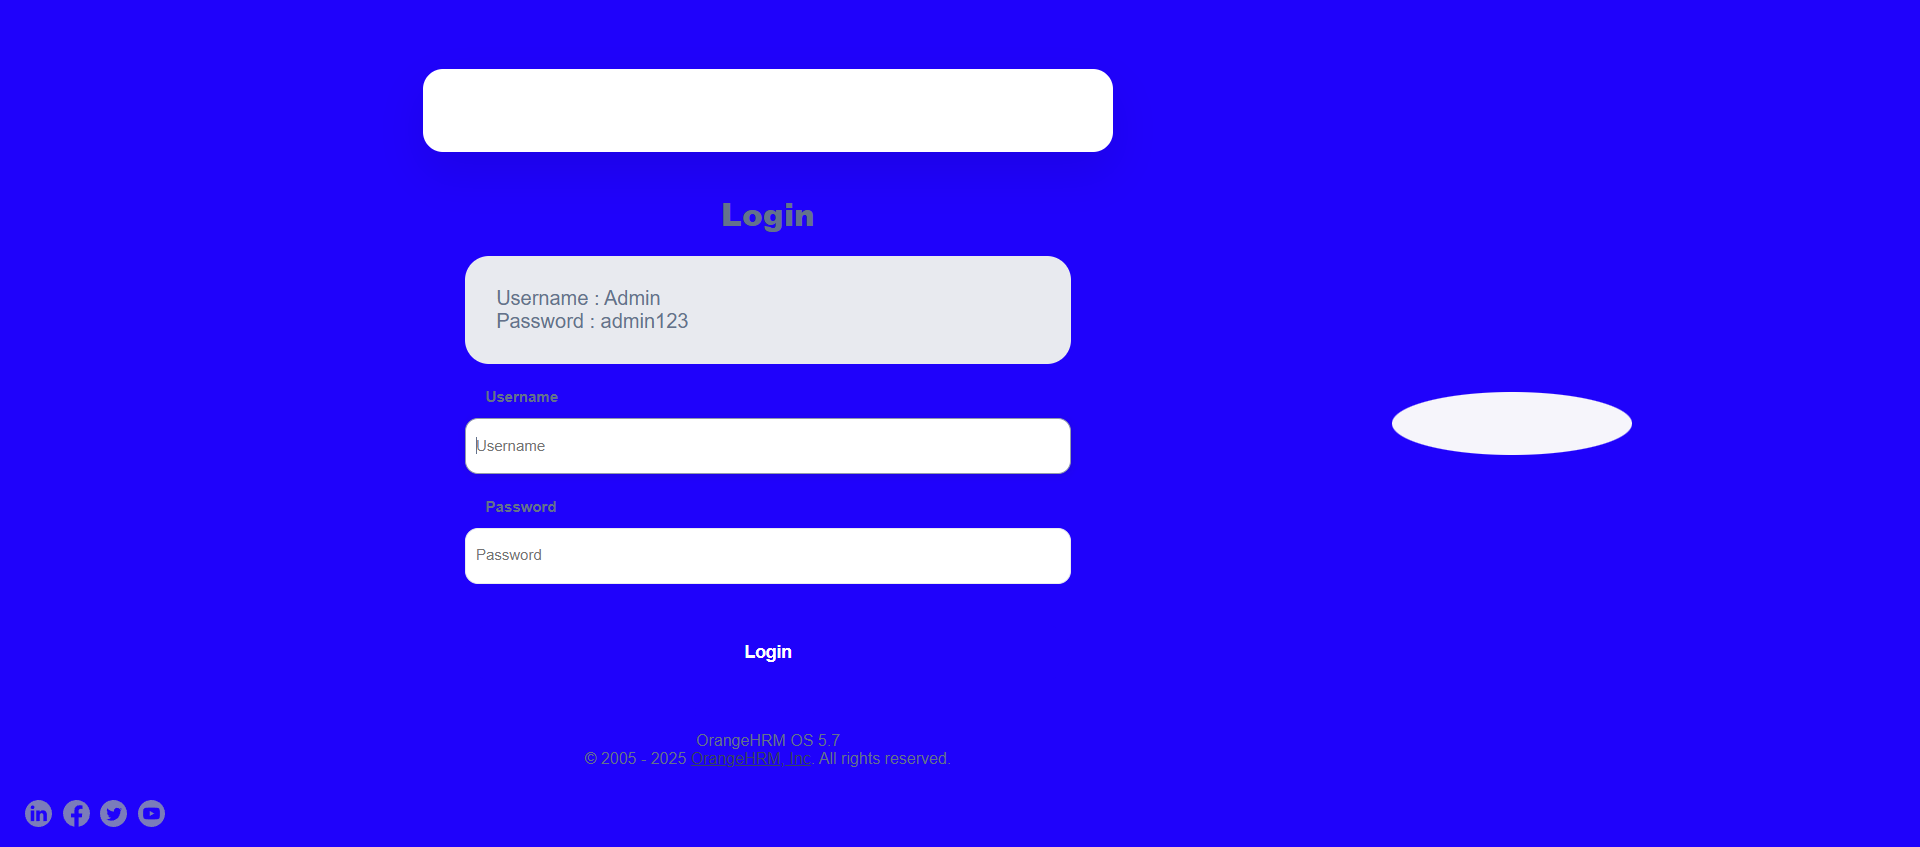 Login
Username : Admin
Password : admin123
Username
Username
Password
Password
Login
OrangeHRM OS 5.7
© 2005 - 2025 OrangeHRM, Inc. All rights reserved.